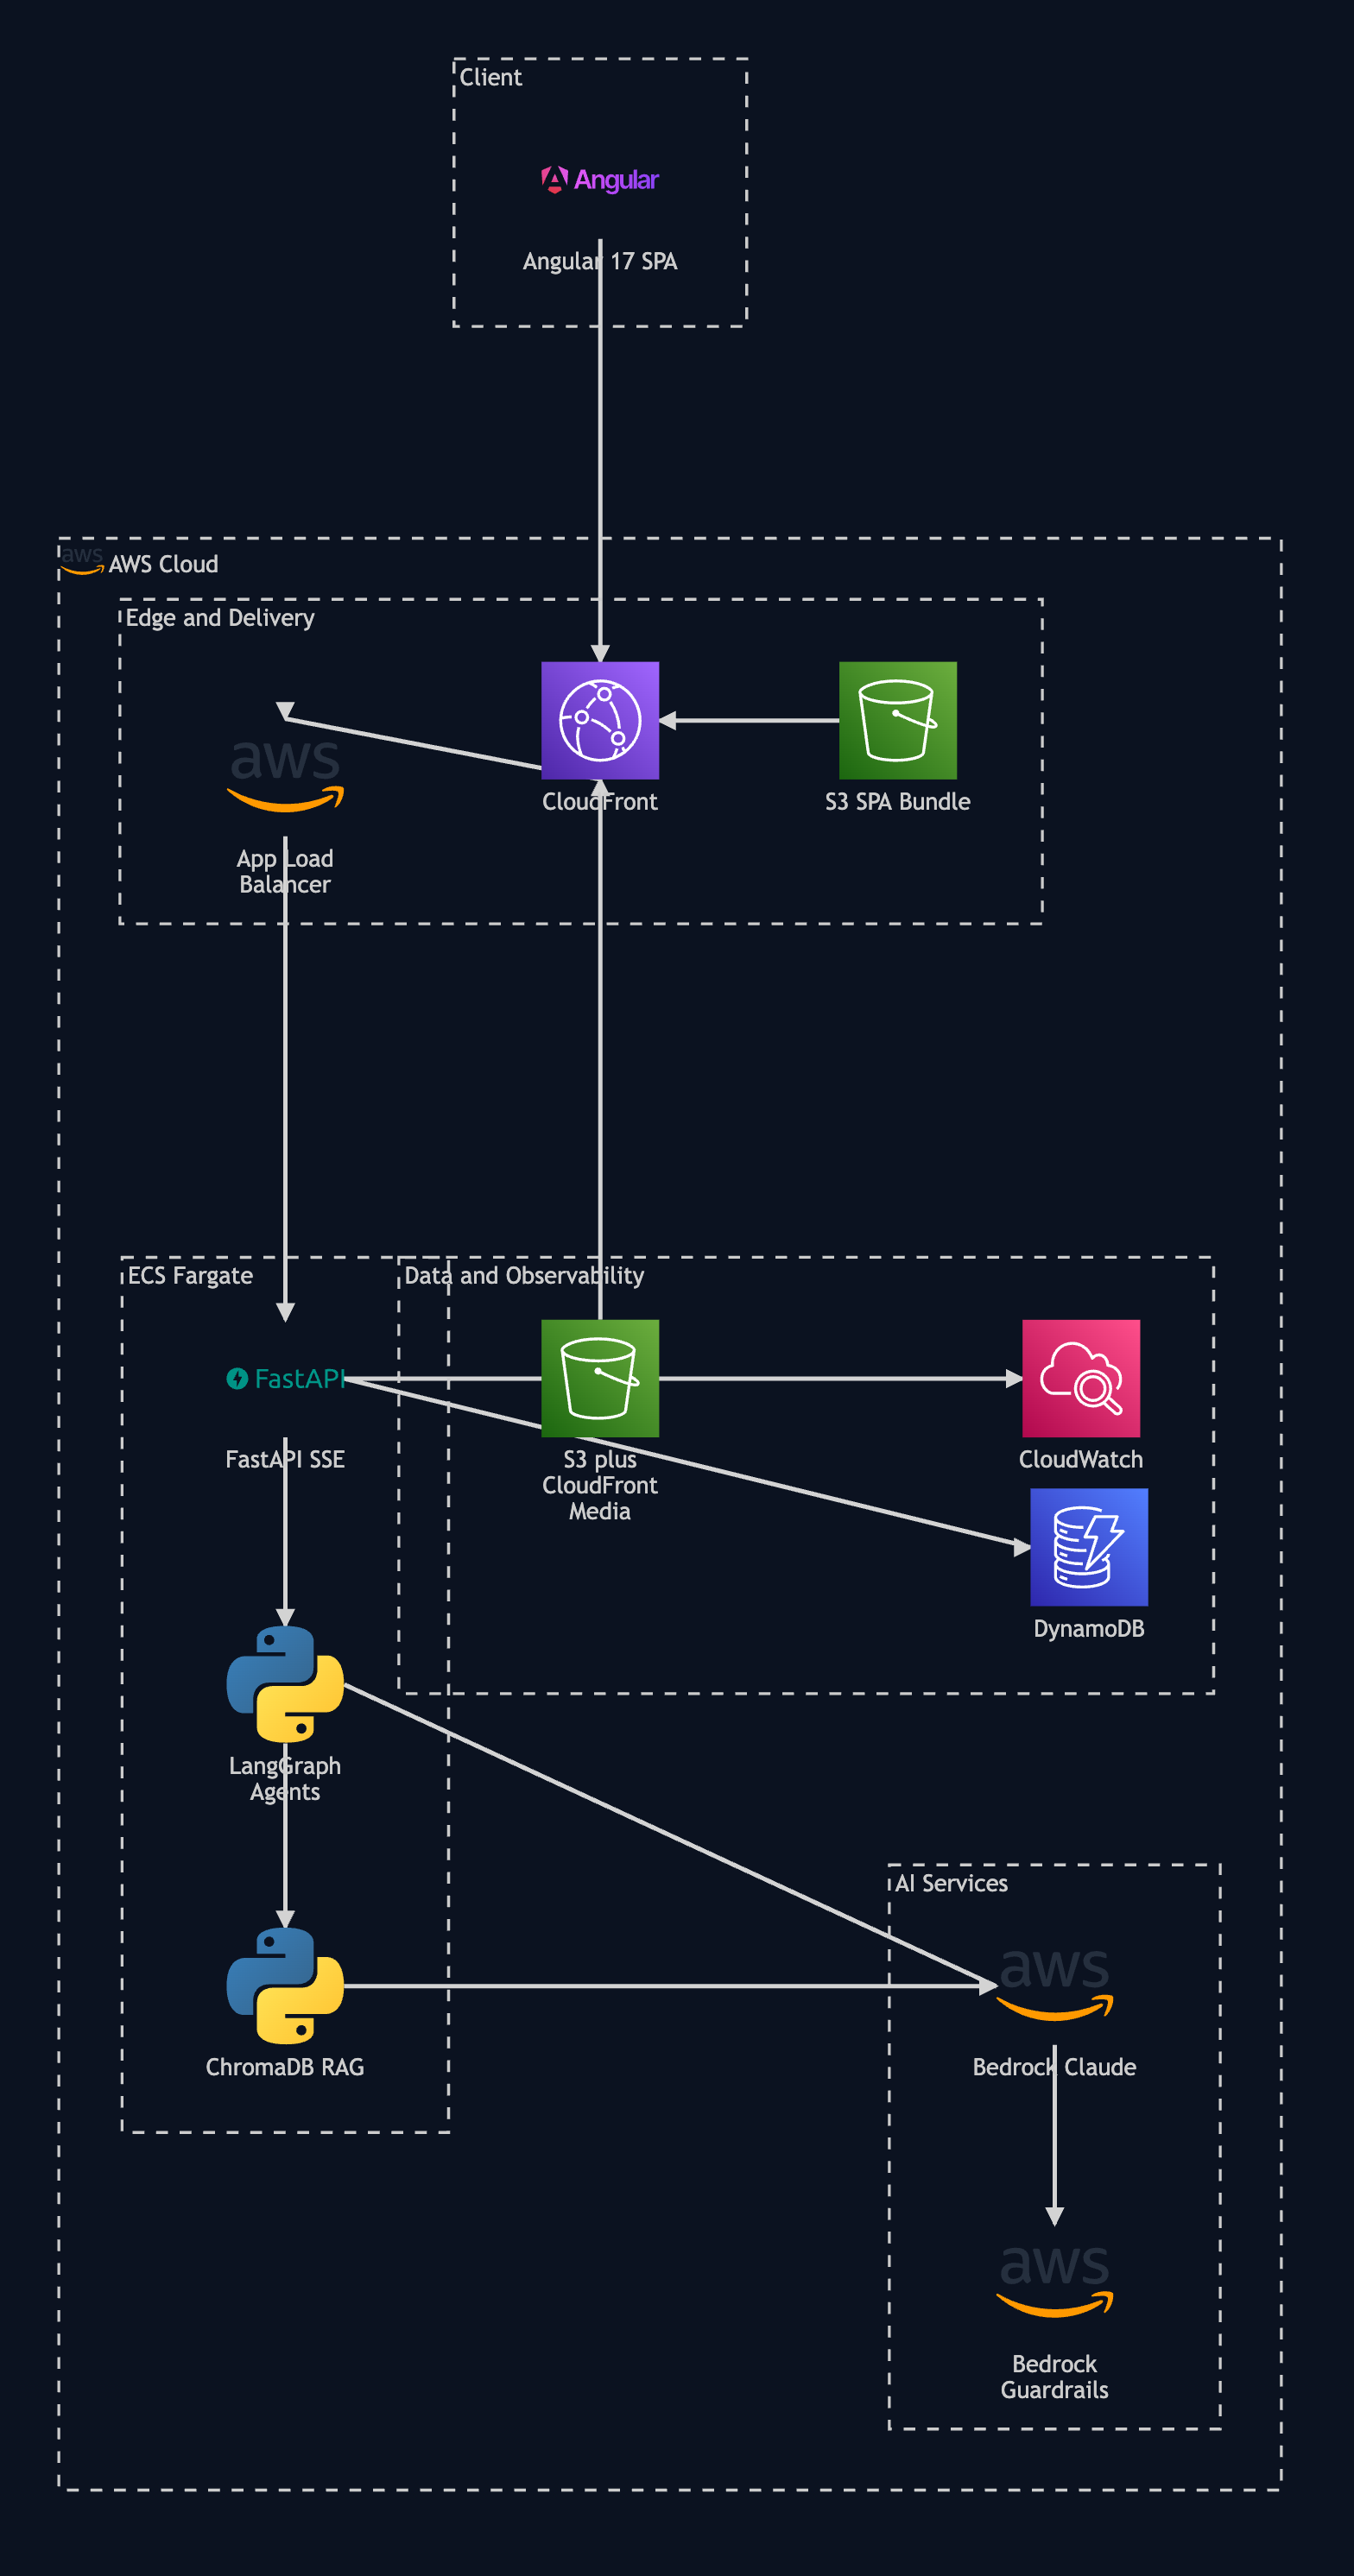 Client
Angular
Angular 17 SPA
aws
AWS Cloud
Edge and Delivery
aws
App Load
Balancer
CloudFront
S3 SPA Bundle
ECS Fargate
Data and Observability
FastAPI
FastAPI SSE
S3 plus
CloudFront
Media
CloudWatch
DynamoDB
LangGraph
Agents
AI Services
aws
ChromaDB RAG
Bedrock Claude
aws
Bedrock
Guardrails